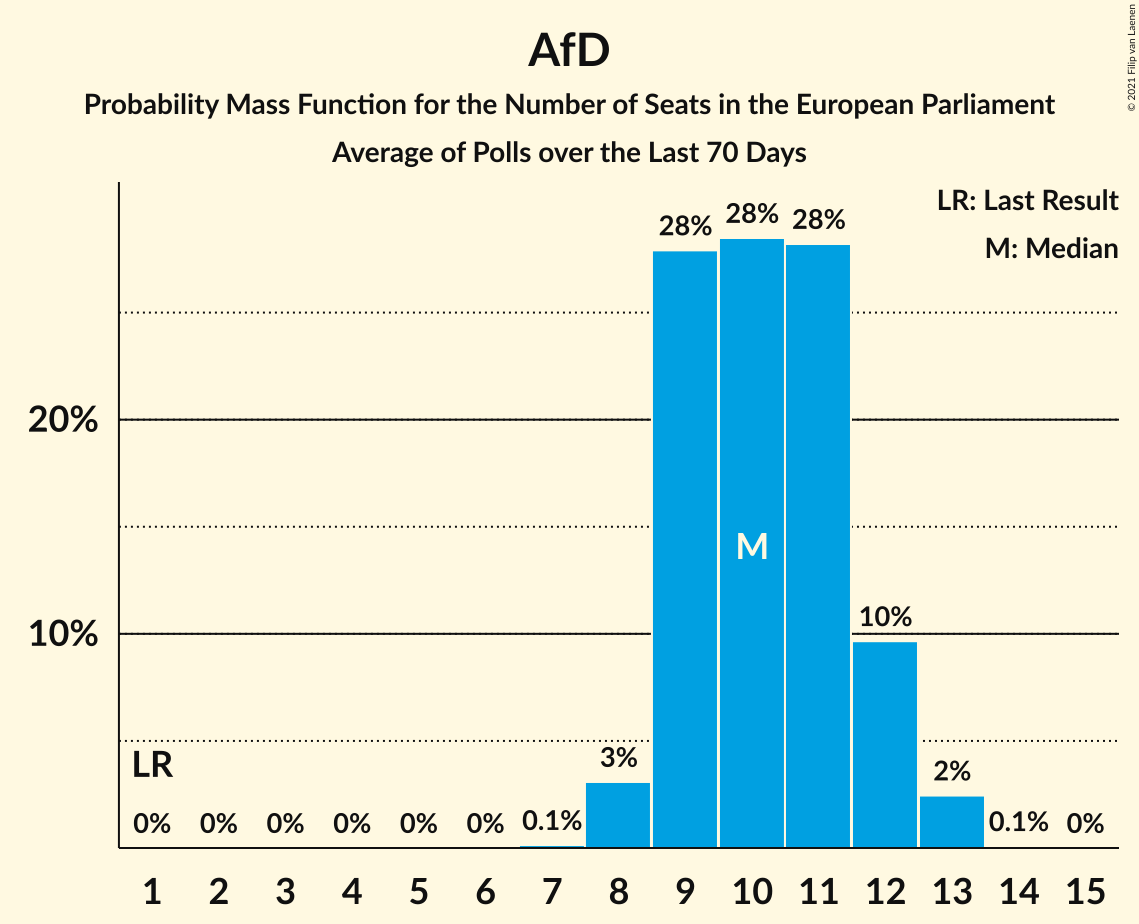 AfD
Probability Mass Function for the Number of Seats in the European Parliament
Average of Polls over the Last 70 Days
© 2021 Filip van Laenen
LR: Last Result
M: Median
28% 28% 28%
20%
M
10%
10%
LR
3%
2%
0% 0% 0% 0% 0% 0% 0.1% 0.1% 0%
1 2 3 4 5 6 7 8 9 10 11 12 13 14 15